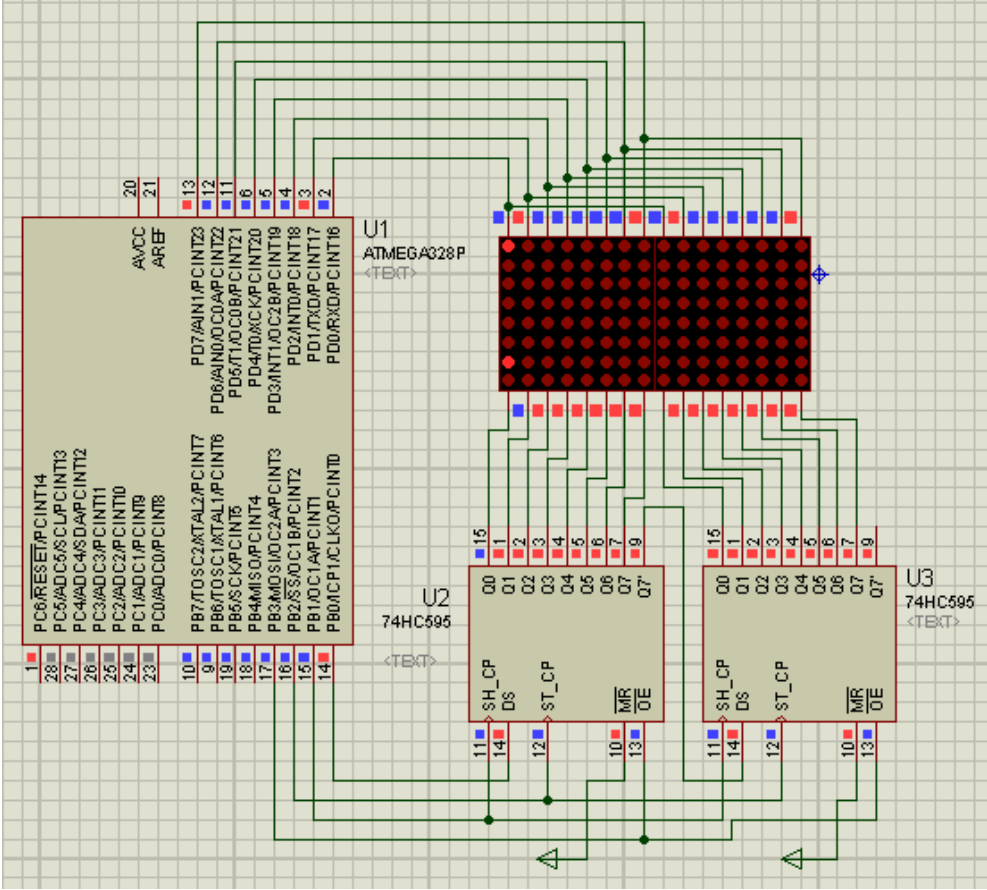 20
21
13
12
11
6
5
4
3
2
AVCC
AREF
PD7/AIN1/PCINT23
PD6/AIN0/OC0A/PCINT22
PD5/T1/OC0B/PCINT21
PD4/T0/XCK/PCINT20
PD3/INT1/OC2B/PCINT19
PD2/INT0/PCINT18
PD1/TXD/PCINT17
PD0/RXD/PCINT16
U1
ATMEGA328P
<TEXT>
PC6/RESET/PCINT14
PC5/ADC5/SCL/PCINT13
PC4/ADC4/SDA/PCINT12
PC3/ADC3/PCINT11
PC2/ADC2/PCINT10
PC1/ADC1/PCINT9
PC0/ADC0/PCINT8
PB7/TOSC2/XTAL2/PCINT7
PB6/TOSC1/XTAL1/PCINT6
PB5/SCK/PCINT5
PB4/MISO/PCINT4
PB3/MOSI/OC2A/PCINT3
PB2/SS/OC1B/PCINT2
PB1/OC1A/PCINT1
PB0/ICP1/CLKO/PCINT0
1
28
27
26
25
24
23
10
9
19
18
17
16
15
14
15
1
2
3
4
5
6
7
9
Q0
Q1
Q2
Q3
Q4
Q5
Q6
Q7
Q7'
U2
74HC595
<TEXT>
SH_CP
DS
ST_CP
MR
OE
11
14
12
10
13
15
1
2
3
4
5
6
7
9
Q0
Q1
Q2
Q3
Q4
Q5
Q6
Q7
Q7'
U3
74HC595
<TEXT>
SH_CP
DS
ST_CP
MR
OE
11
14
12
10
13